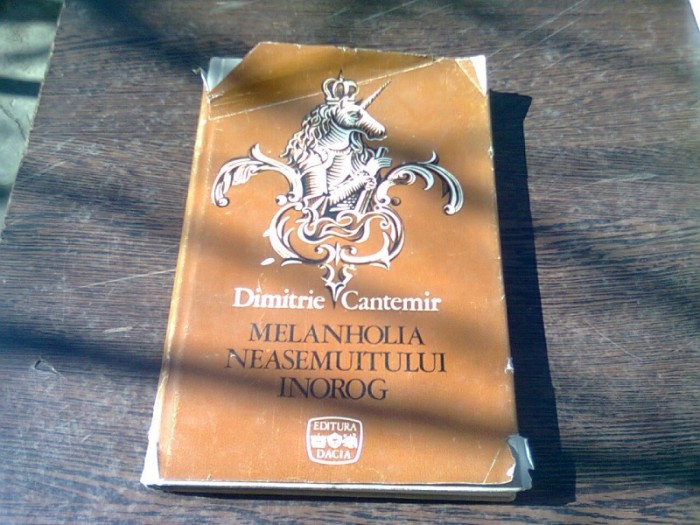 Dimitrie Cantemir
MELANHOLIA
NEASEMUITULUI
INOROG
EDITURA
DACIA